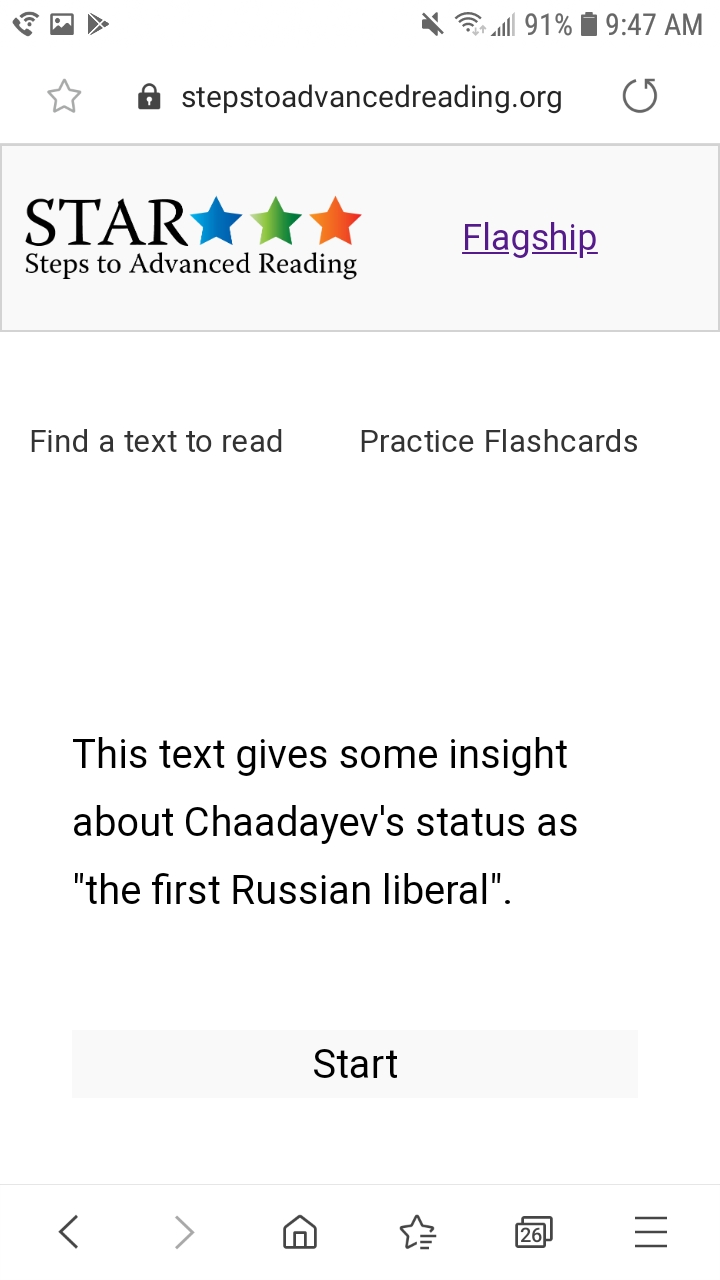 91% 9:47 AM
stepstoadvancedreading.org
STAR
Steps to Advanced Reading
Flagship
Find a text to read Practice Flashcards
This text gives some insight
about Chaadayev's status as
"the first Russian liberal".
Start
26